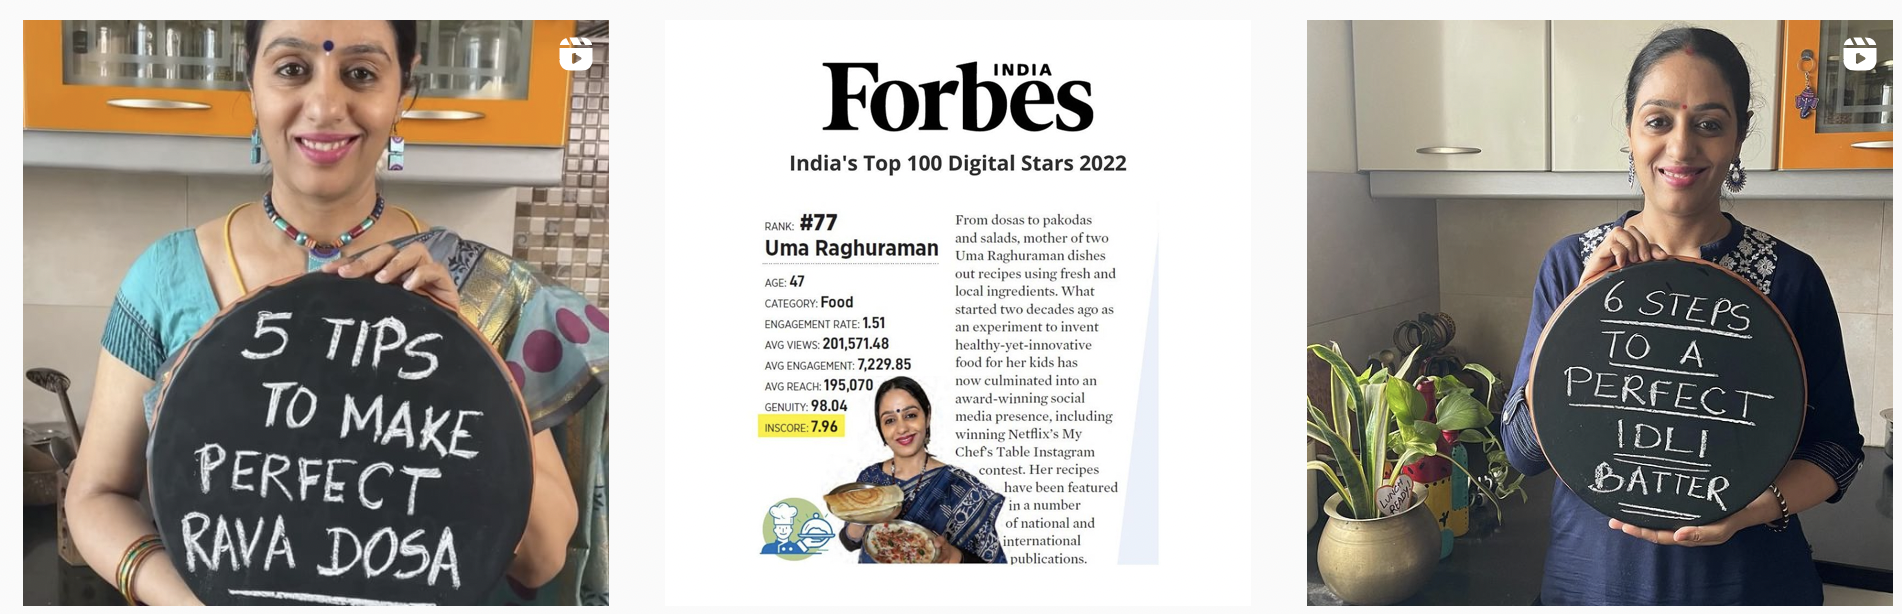 5 TIPS
TO MAKE
PERFECT
RAVA DOSA
Forbes
INDIA
India's Top 100 Digital Stars 2022
RANK: #77
Uma Raghuraman
AGE: 47
CATEGORY: Food
ENGAGEMENT RATE: 1.51
AVG VIEWS: 201,571.48
AVG ENGAGEMENT: 7,229.85
AVG REACH: 195,070
GENUITY: 98.04
INSCORE: 7.96
From dosas to pakodas
and salads, mother of two
Uma Raghuraman dishes
out recipes using fresh and
local ingredients. What
started two decades ago as
an experiment to invent
healthy-yet-innovative
food for her kids has
now culminated into an
award-winning social
media presence, including
winning Netflix's My
Chef's Table Instagram
contest. Her recipes
have been featured
in a number
of national and
international
publications.
6 STEPS
TO A
PERFECT
IDLI
BATTER
LUNCH
READY!